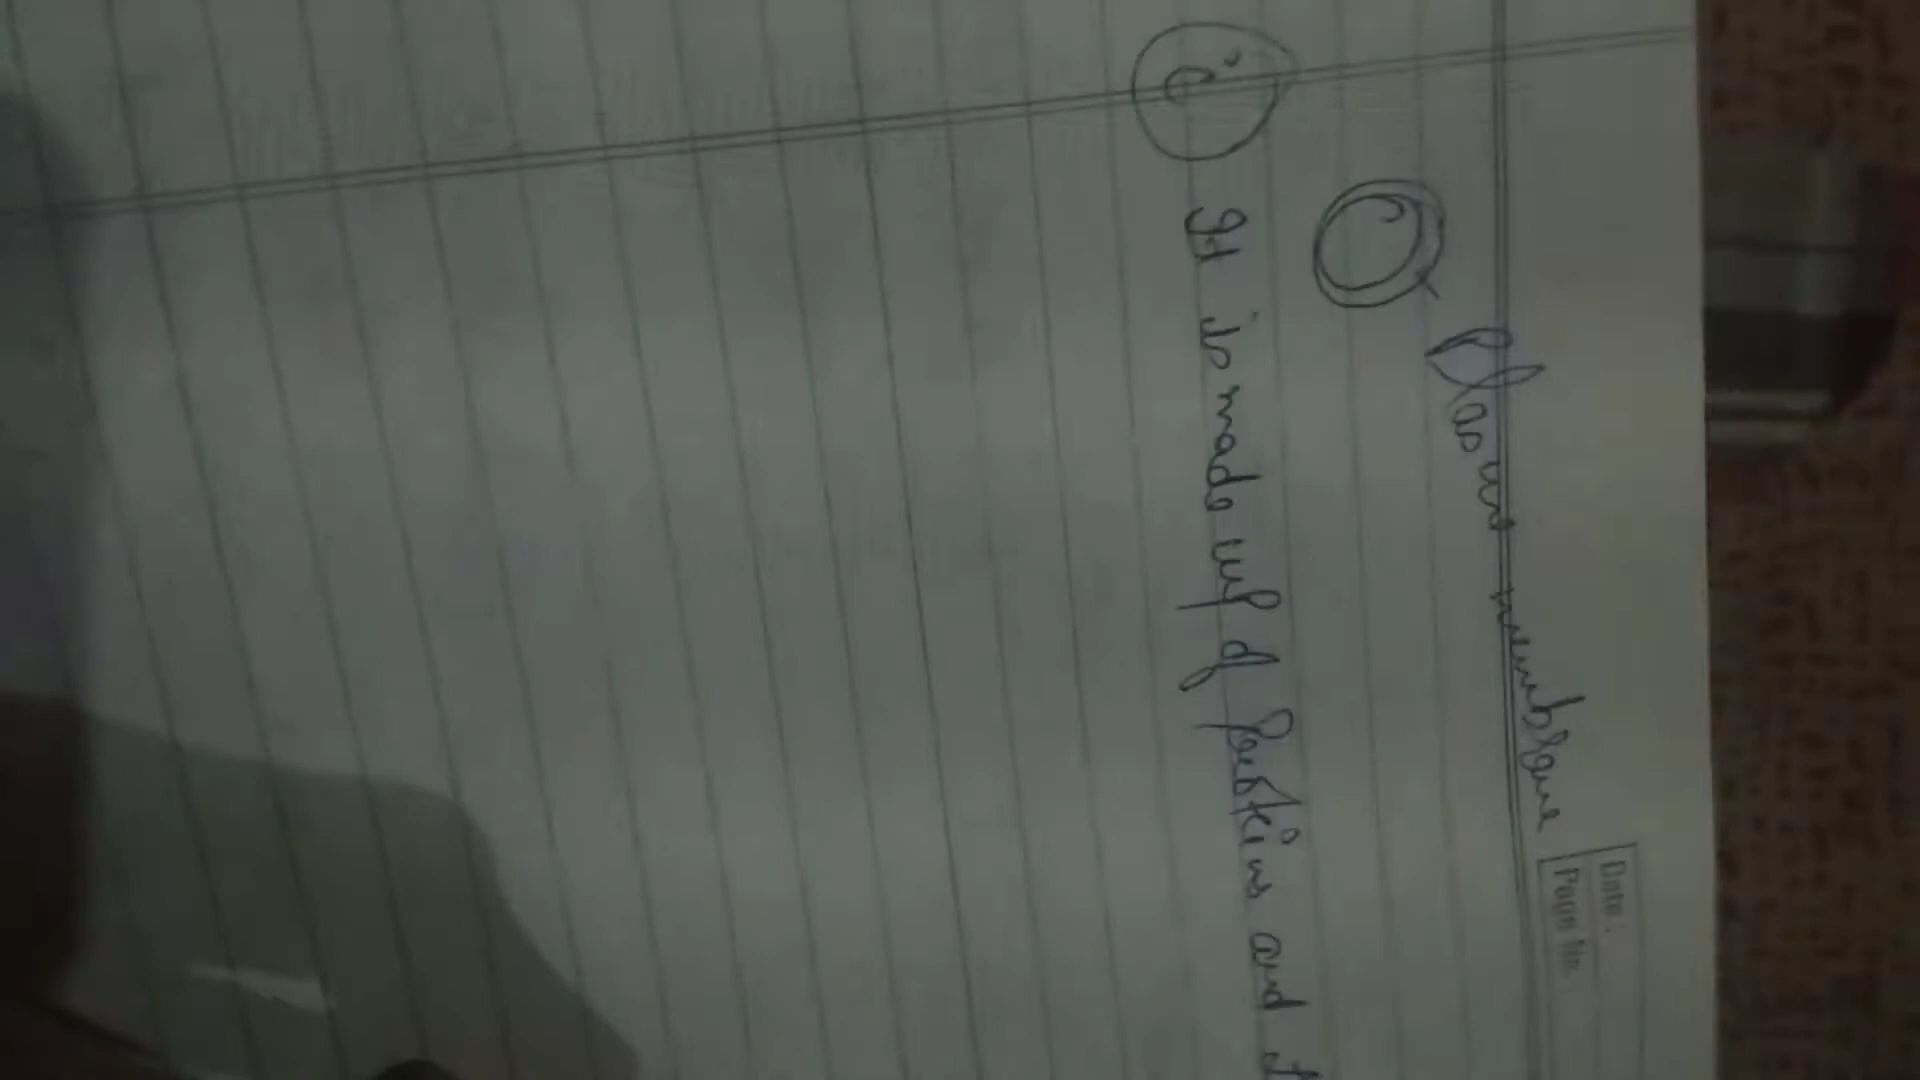 Date :
Page No.
Plasma membrane
It is made up of Proteins and